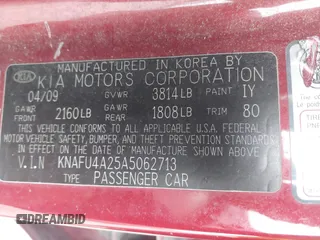 MANUFACTURED IN KOREA BY
KIA KIA MOTORS CORPORATION
04/09 GVWR 3814LB PAINT IY
GAWR FRONT 2160LB GAWR REAR 1808LB TRIM 80
THIS VEHICLE CONFORMS TO ALL APPLICABLE
FEDERAL SAFETY, BUMPER, AND THEFT PREVENTION STANDARDS
IN EFFECT ON THE DATE OF MANUFACTURE SHOWN ABOVE
V.I.N KNAFU4A25A5062713
TYPE PASSENGER CAR
DREAMBID